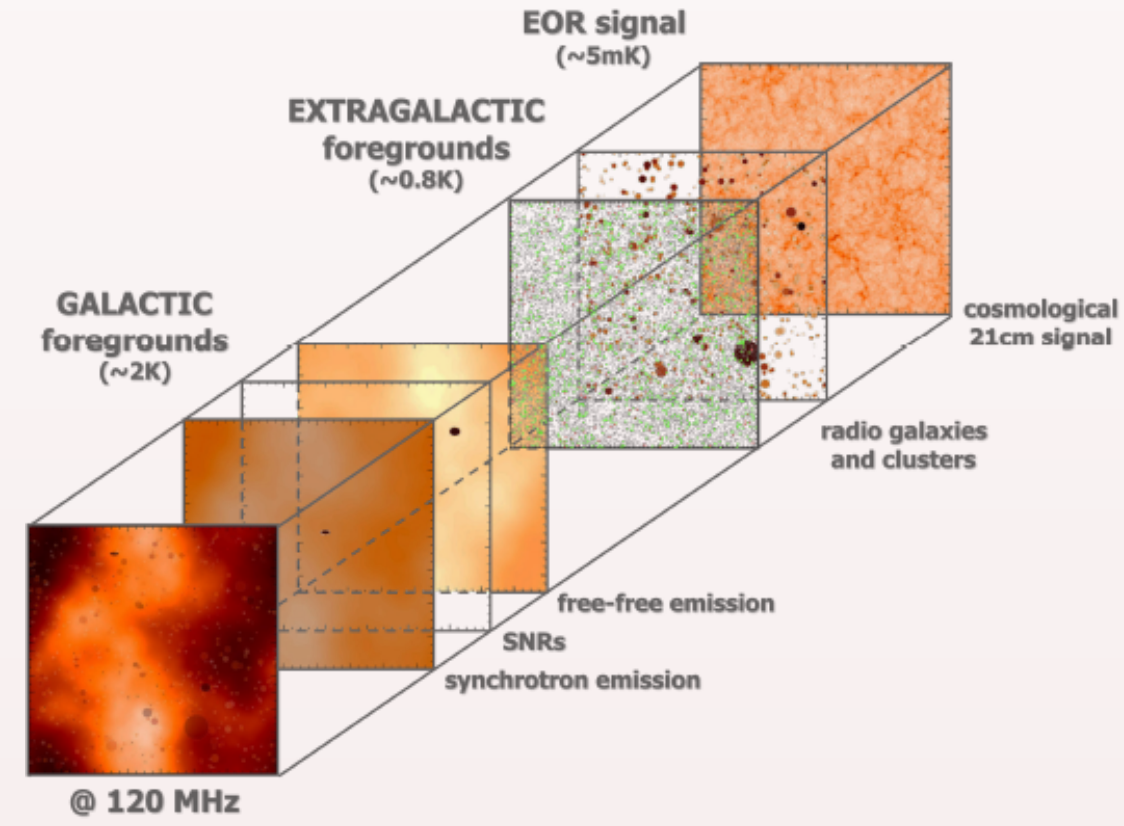 EOR signal
(~5mK)
EXTRAGALACTIC
foregrounds
(~0.8K)
GALACTIC
foregrounds
(~2K)
cosmological
21cm signal
radio galaxies
and clusters
free-free emission
SNRs
synchrotron emission
@ 120 MHz